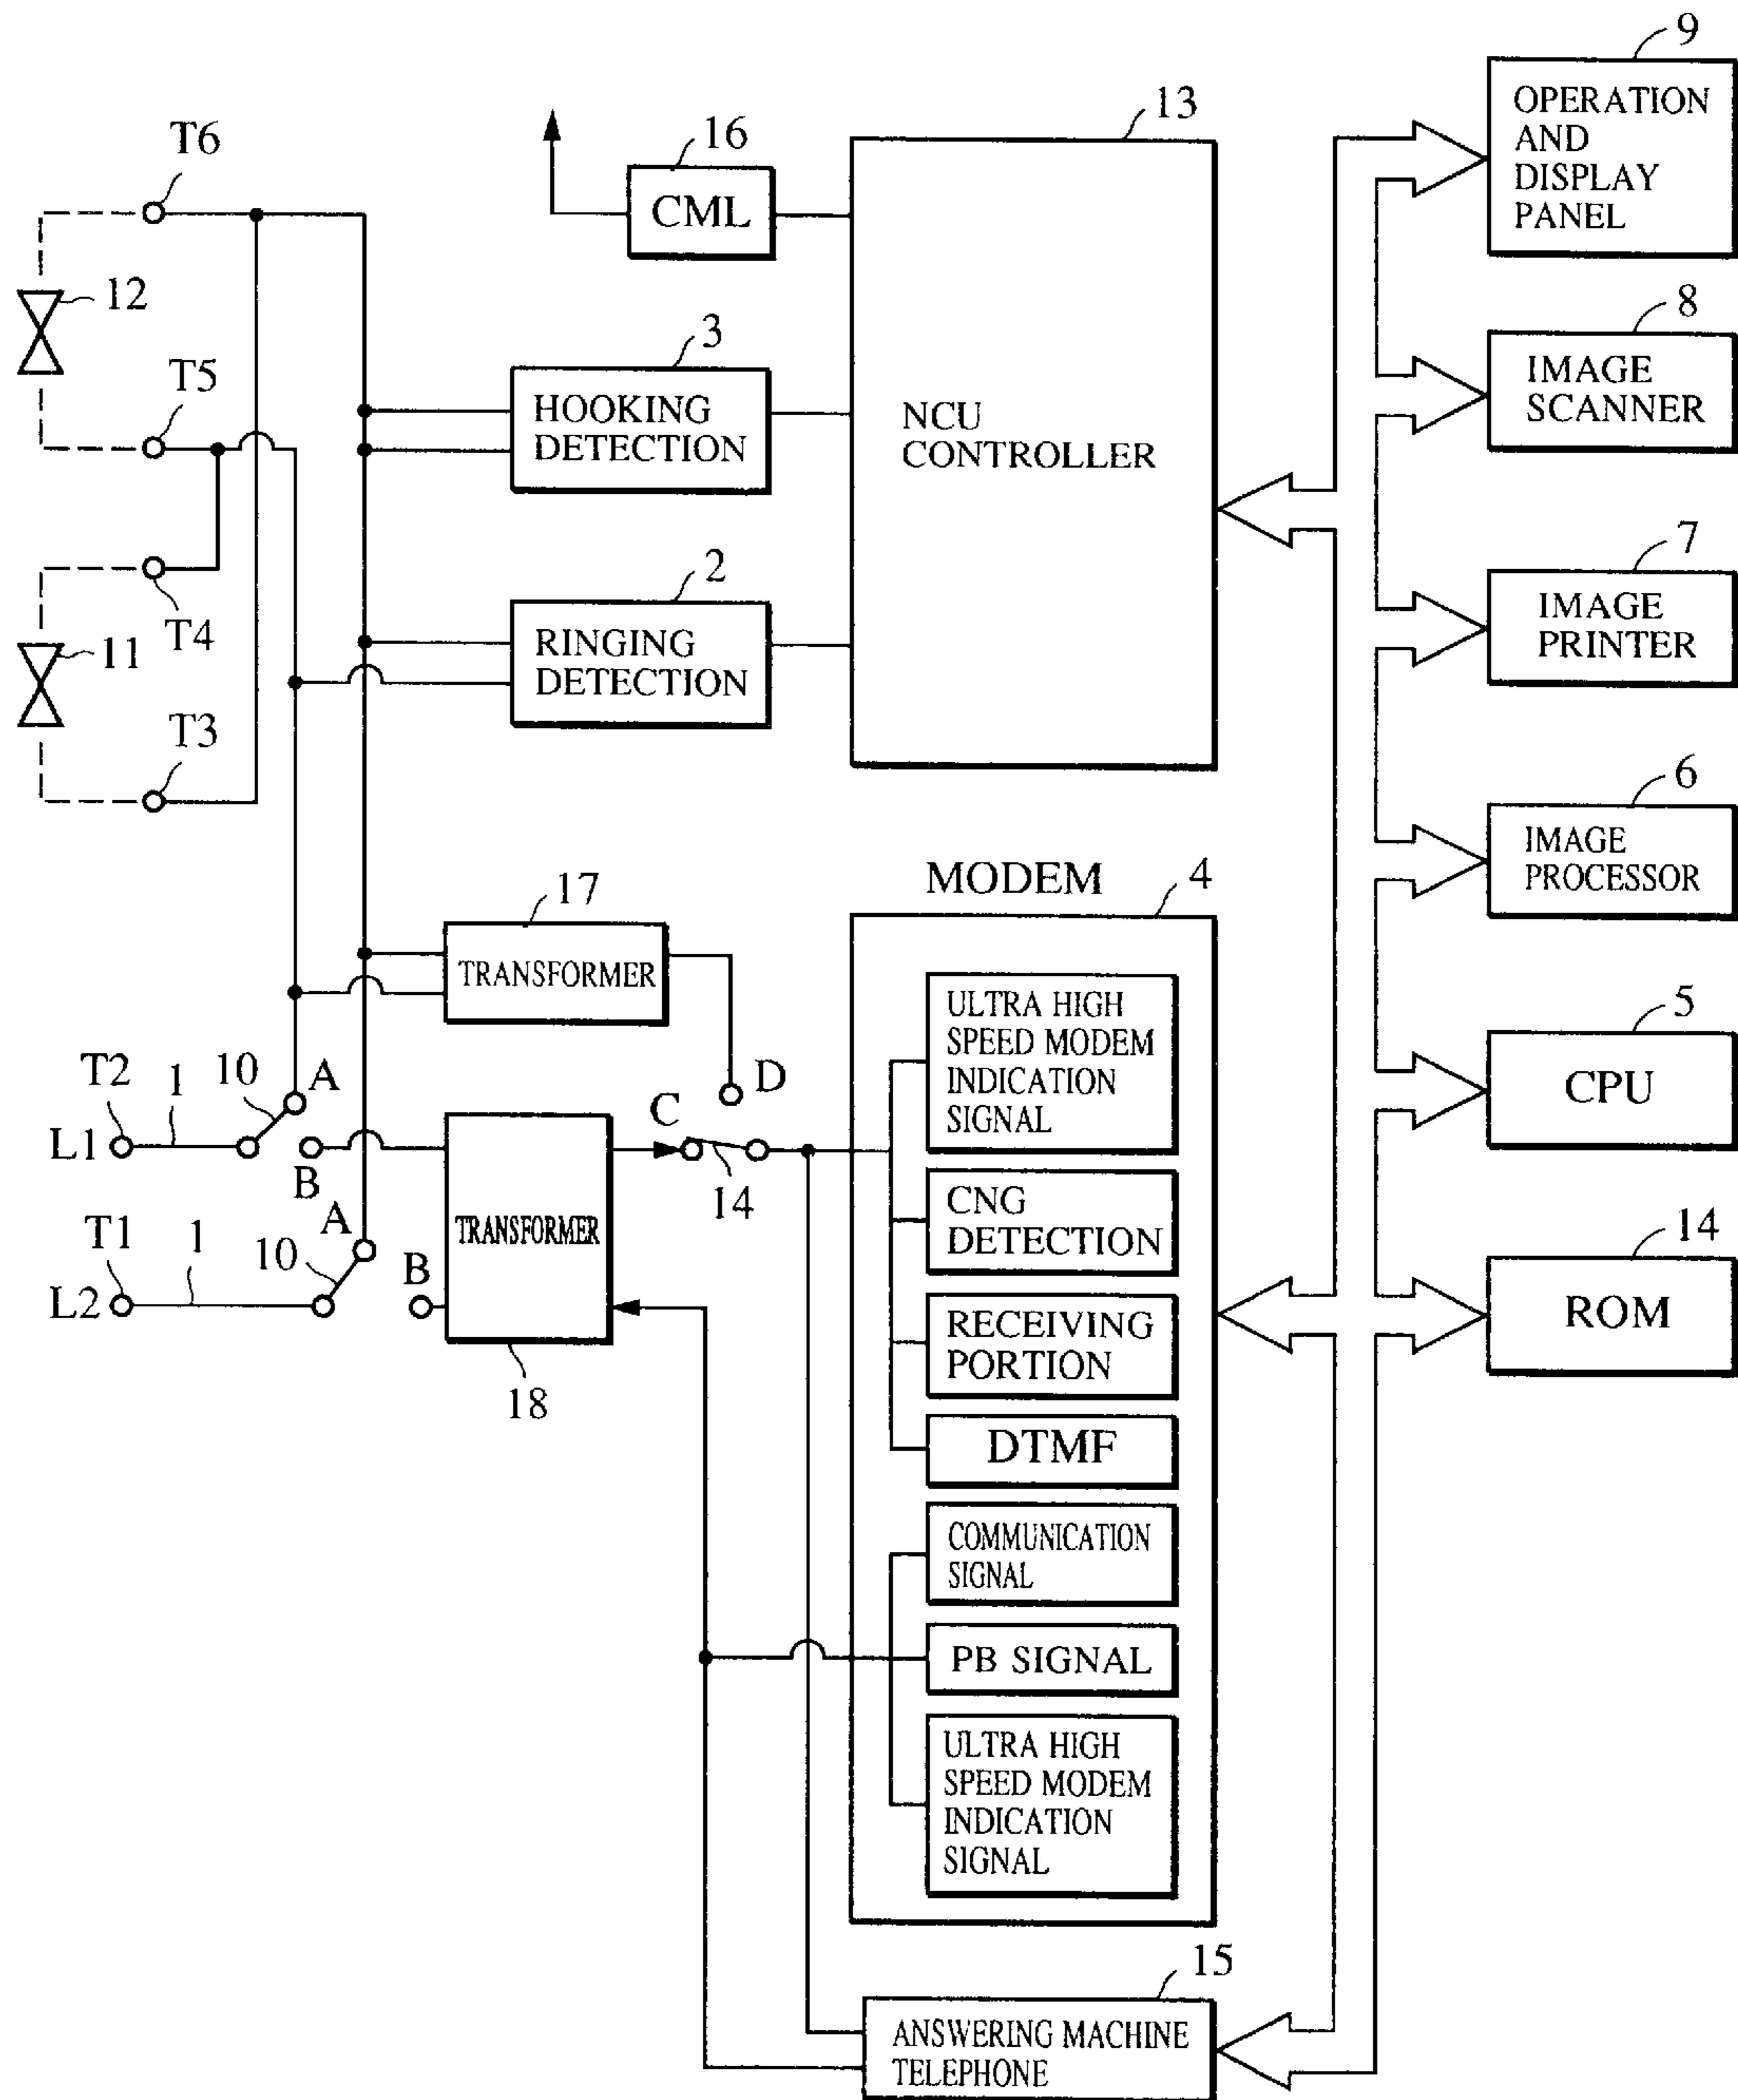 9
OPERATION
AND
DISPLAY
PANEL
13
16
CML
T6
12
3
HOOKING
DETECTION
NCU
CONTROLLER
8
IMAGE
SCANNER
T5
2
RINGING
DETECTION
7
IMAGE
PRINTER
T4
11
T3
6
IMAGE
PROCESSOR
MODEM
4
17
TRANSFORMER
ULTRA HIGH
SPEED MODEM
INDICATION
SIGNAL
5
CPU
T2
1
10
A
D
C
L1
B
14
TRANSFORMER
CNG
DETECTION
T1
1
10
A
B
L2
18
RECEIVING
PORTION
14
ROM
DTMF
COMMUNICATION
SIGNAL
PB SIGNAL
ULTRA HIGH
SPEED MODEM
INDICATION
SIGNAL
15
ANSWERING MACHINE
TELEPHONE